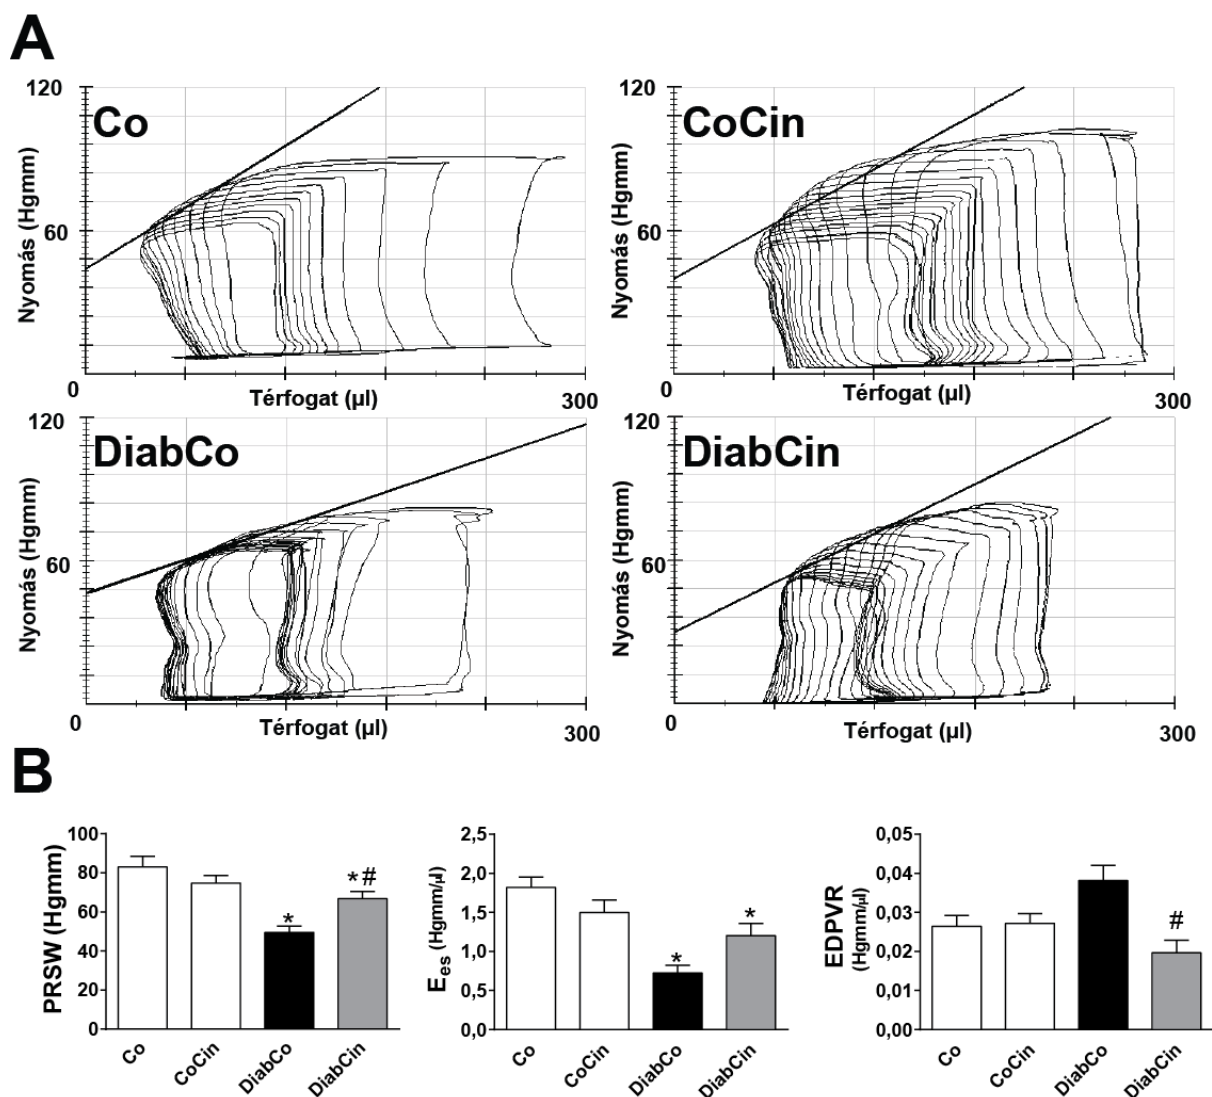 A
120
Co
60
Nyomás (Hgmm)
0
Térfogat (µl)
300
120
CoCin
60
Nyomás (Hgmm)
0
Térfogat (µl)
300
120
DiabCo
60
Nyomás (Hgmm)
0
Térfogat (µl)
300
120
DiabCin
60
Nyomás (Hgmm)
0
Térfogat (µl)
300
B
PRSW (Hgmm)
100
80
60
40
20
0
*
*#
Co
CoCin
DiabCo
DiabCin
Ees (Hgmm/µl)
2,5
2,0
1,5
1,0
0,5
0,0
*
*
Co
CoCin
DiabCo
DiabCin
EDPVR
(Hgmm/µl)
0,05
0,04
0,03
0,02
0,01
0,00
#
Co
CoCin
DiabCo
DiabCin